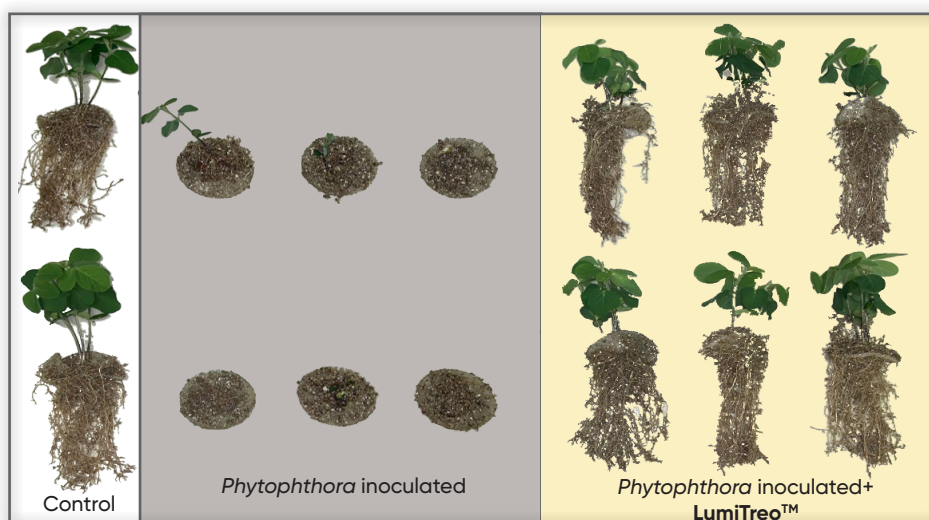 Control
Phytophthora inoculated
Phytophthora inoculated+
LumiTreo™